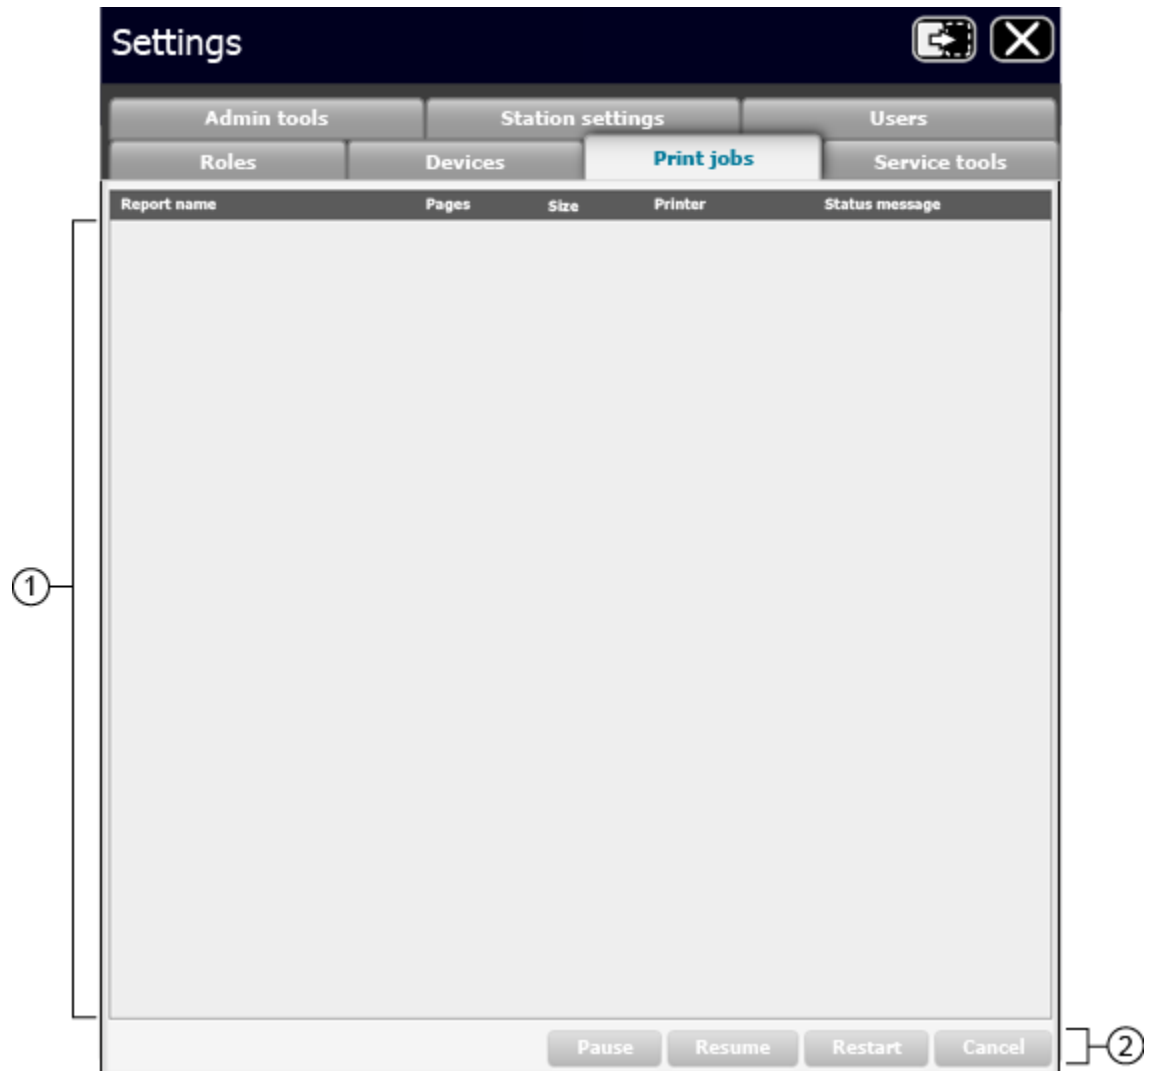 Settings
Admin tools Station settings Users
Roles Devices Print jobs Service tools
Report name Pages Size Printer Status message
1
Pause Resume Restart Cancel
2